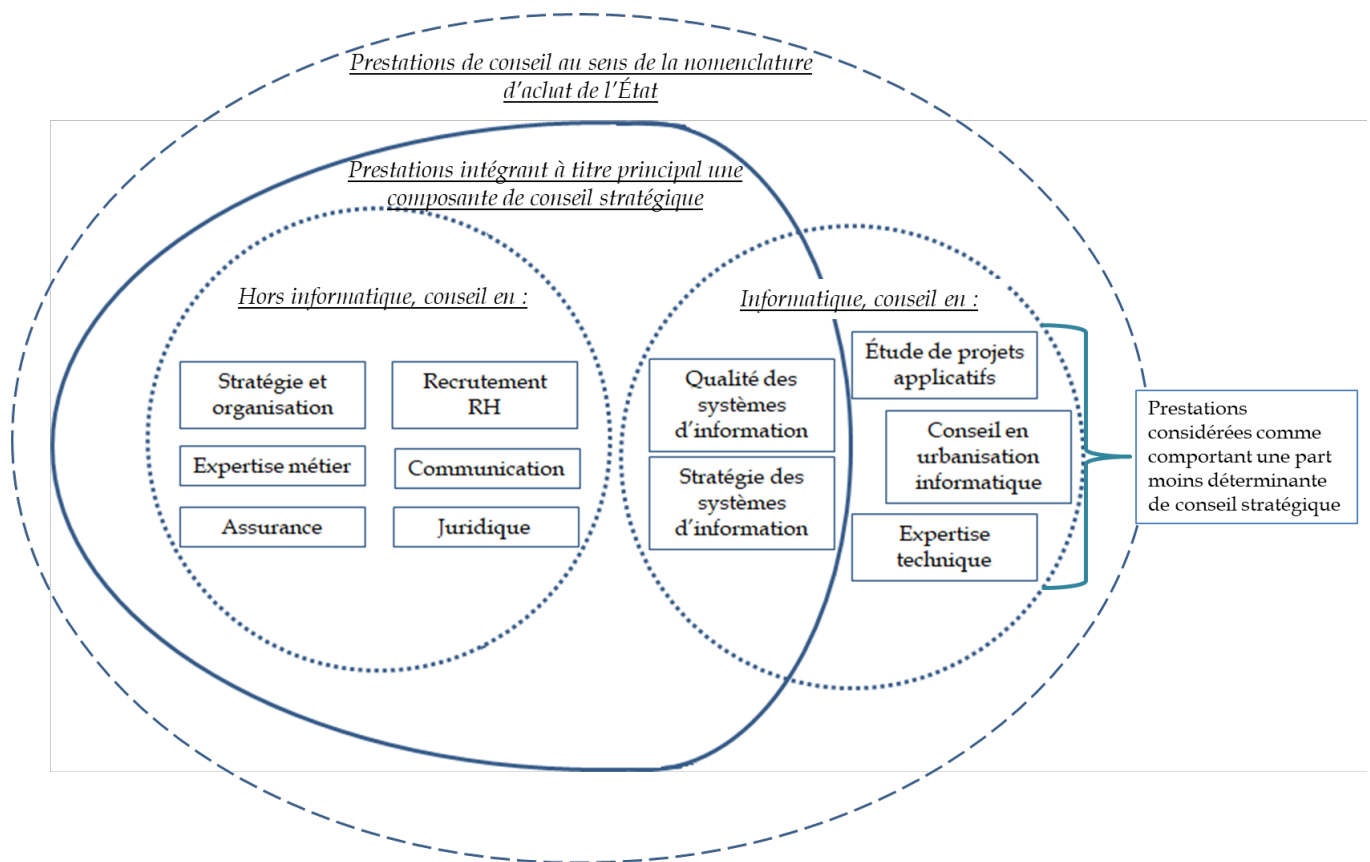 Prestations de conseil au sens de la nomenclature
d’achat de l’État
Prestations intégrant à titre principal une
composante de conseil stratégique
Hors informatique, conseil en :
Stratégie et
organisation
Recrutement
RH
Expertise métier
Communication
Assurance
Juridique
Informatique, conseil en :
Qualité des
systèmes
d’information
Stratégie des
systèmes
d’information
Étude de projets
applicatifs
Conseil en
urbanisation
informatique
Expertise
technique
Prestations
considérées comme
comportant une part
moins déterminante
de conseil stratégique